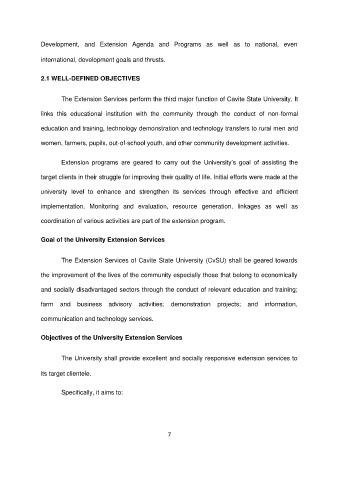 Development, and Extension Agenda and Programs as well as to national, even
international, development goals and thrusts.
2.1 WELL-DEFINED OBJECTIVES
The Extension Services perform the third major function of Cavite State University. It
links this educational institution with the community through the conduct of non-formal
education and training, technology demonstration and technology transfers to rural men and
women, farmers, pupils, out-of-school youth, and other community development activities.
Extension programs are geared to carry out the University's goal of assisting the
target clients in their struggle for improving their quality of life. Initial efforts were made at the
university level to enhance and strengthen its services through effective and efficient
implementation. Monitoring and evaluation, resource generation, linkages as well as
coordination of various activities are part of the extension program.
Goal of the University Extension Services
The Extension Services of Cavite State University (CvSU) shall be geared towards
the improvement of the lives of the community especially those that belong to economically
and socially disadvantaged sectors through the conduct of relevant education and training;
farm and business advisory activities; demonstration projects; and information,
communication and technology services.
Objectives of the University Extension Services
The University shall provide excellent and socially responsive extension services to
its target clientele.
Specifically, it aims to:
7